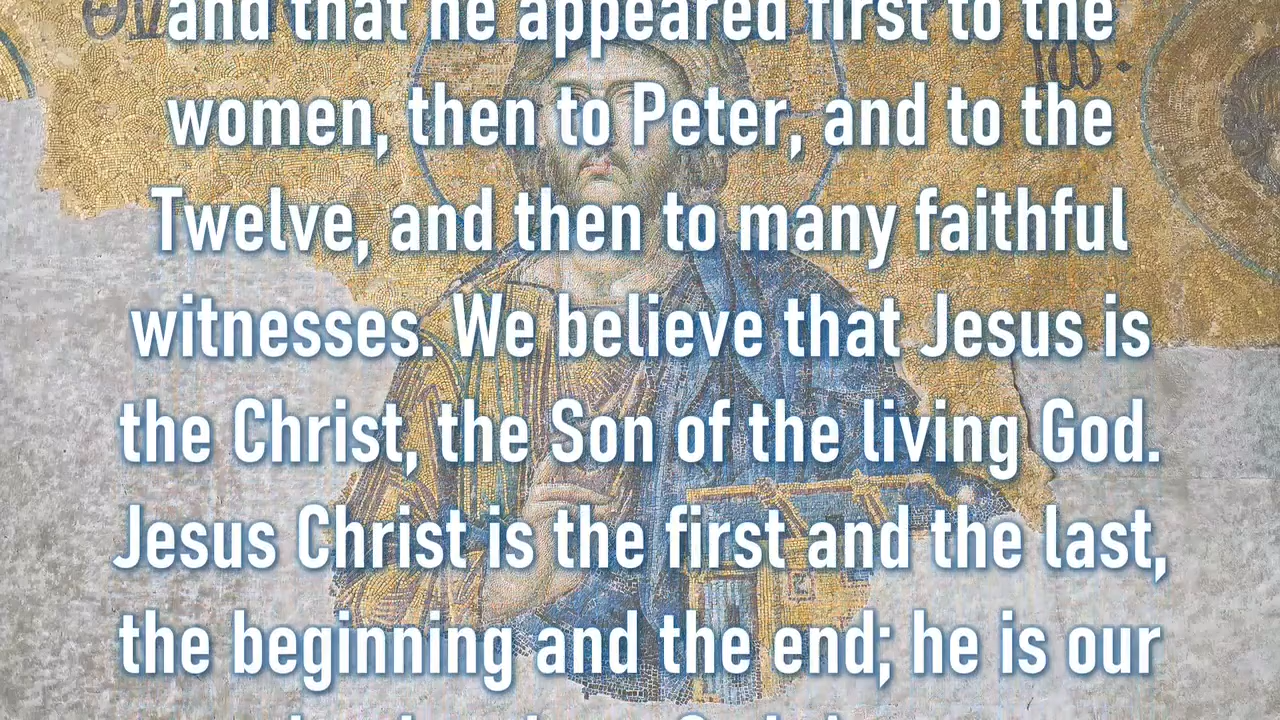 and that he appeared first to the
women, then to Peter, and to the
Twelve, and then to many faithful
witnesses. We believe that Jesus is
the Christ, the Son of the living God.
Jesus Christ is the first and the last,
the beginning and the end; he is our